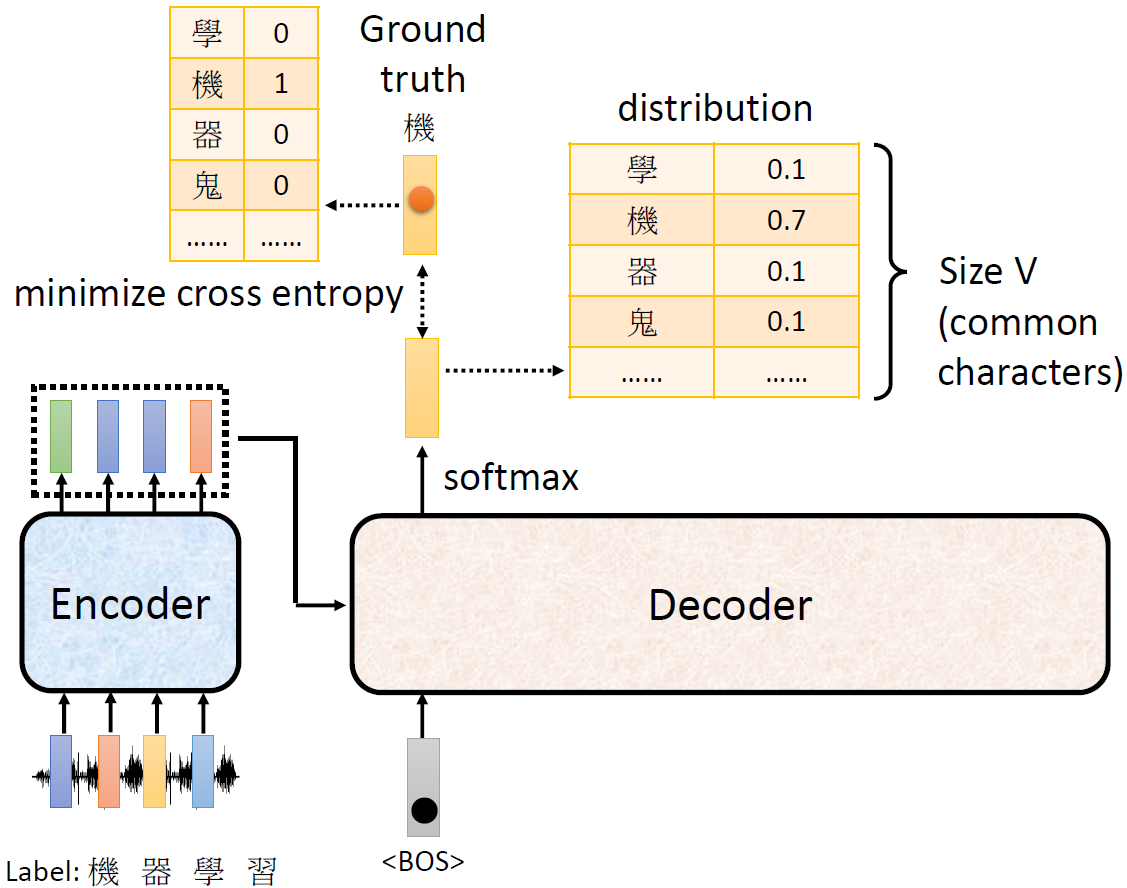 學 0
機 1
器 0
鬼 0
…… ……
Ground
truth
機
distribution
學 0.1
機 0.7
器 0.1
鬼 0.1
…… ……
Size V
(common
characters)
minimize cross entropy
softmax
Encoder
Decoder
Label: 機 器 學 習
<BOS>